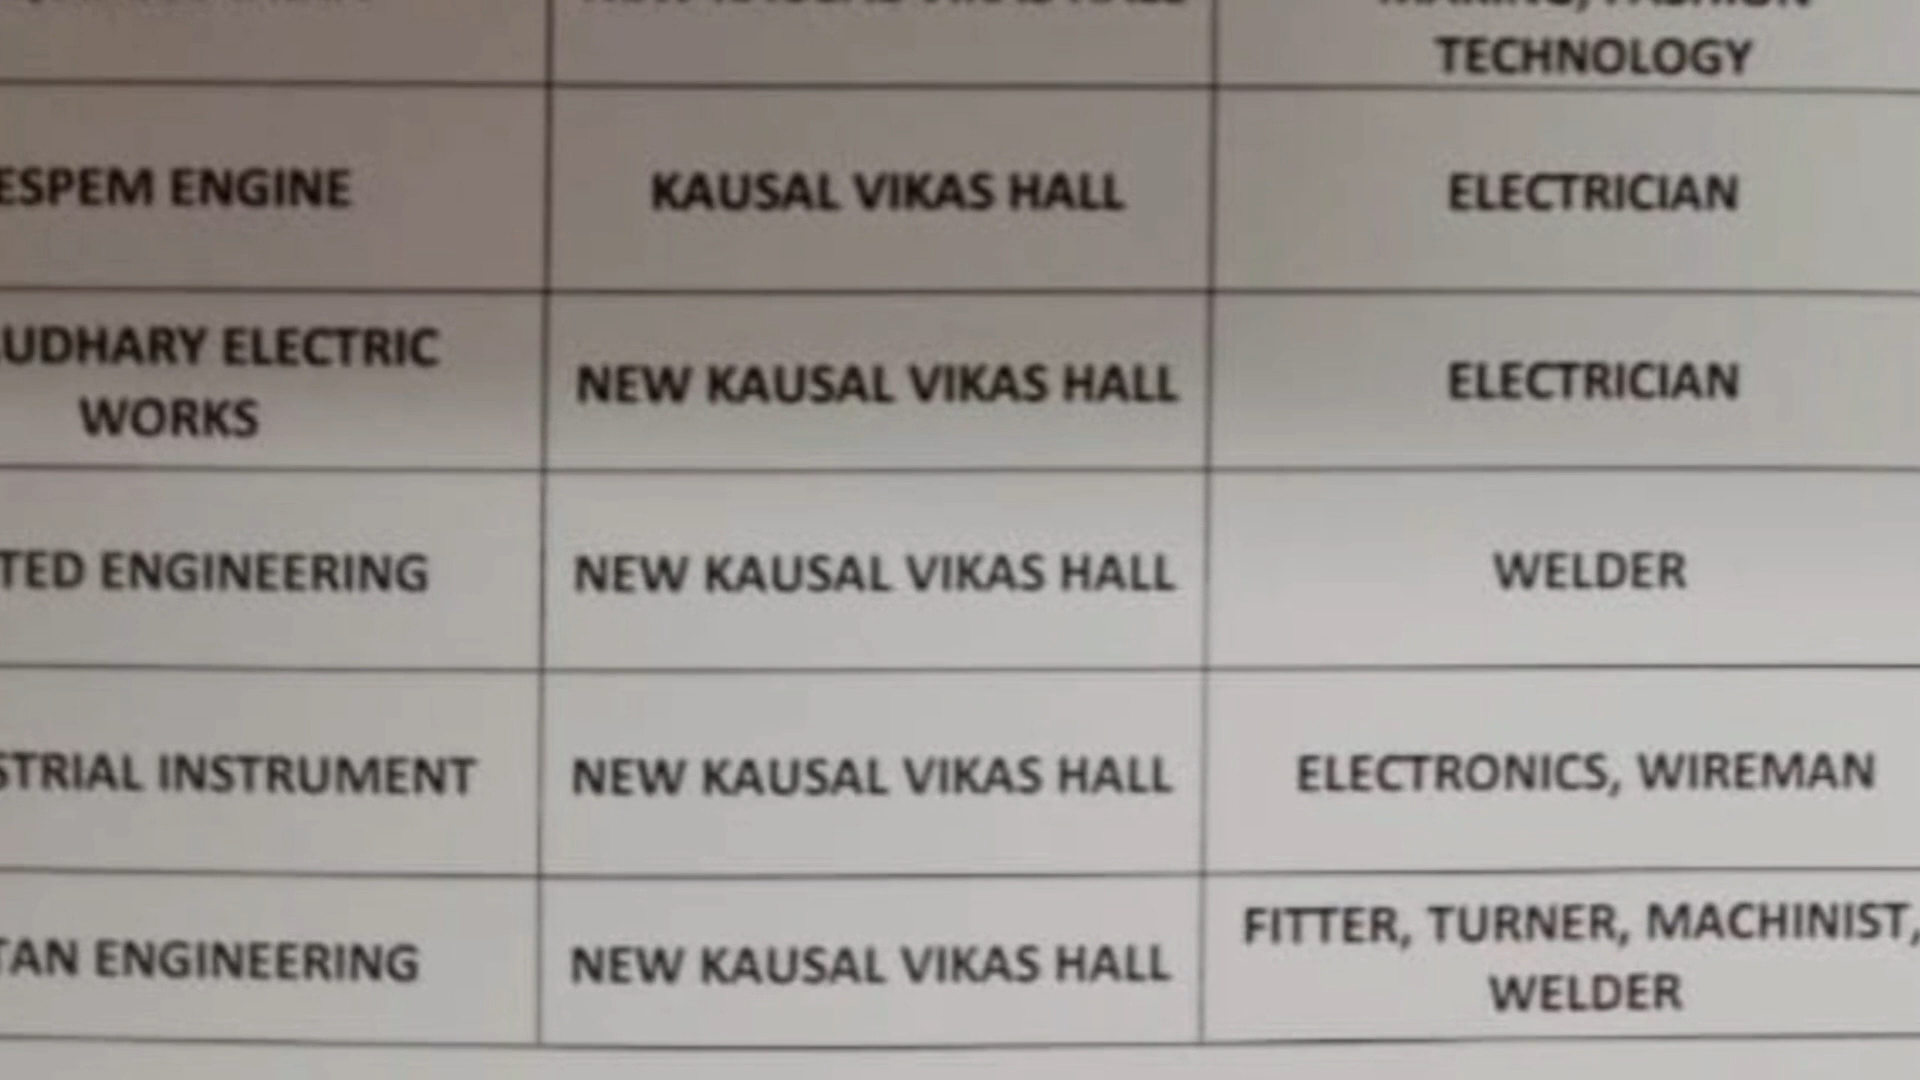 TECHNOLOGY
ESPEM ENGINE KAUSAL VIKAS HALL ELECTRICIAN
UDHARY ELECTRIC
WORKS
NEW KAUSAL VIKAS HALL ELECTRICIAN
TED ENGINEERING NEW KAUSAL VIKAS HALL WELDER
STRIAL INSTRUMENT NEW KAUSAL VIKAS HALL ELECTRONICS, WIREMAN
TAN ENGINEERING NEW KAUSAL VIKAS HALL
FITTER, TURNER, MACHINIST,
WELDER